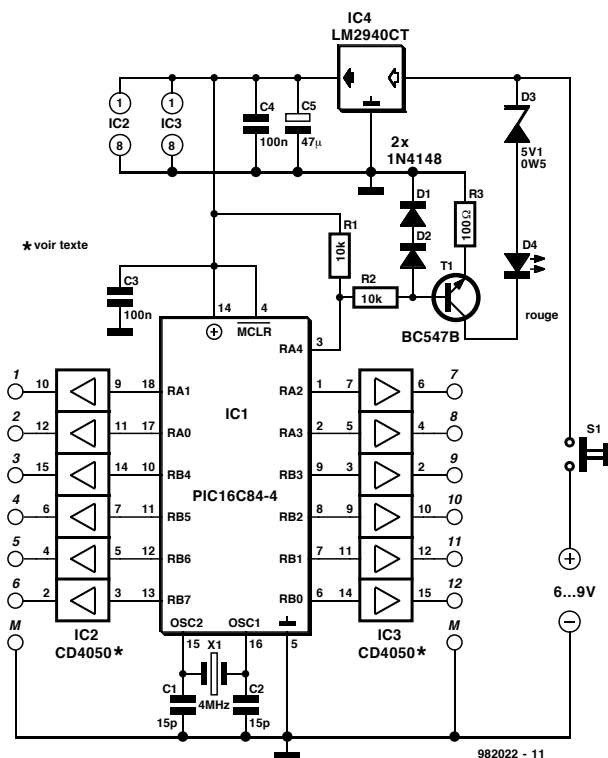 IC4
LM2940CT
1
1
IC2
IC3
8
8
C4
100n
C5
47µ
D3
5V1
0W5
2x
1N4148
D1
D2
R3
100Ω
R1
10k
D4
* voir texte
R2
10k
T1
BC547B
rouge
C3
100n
14
4
MCLR
RA4
3
1
10
9
18
RA1
RA2
1
7
6
7
2
12
11
17
RA0
IC1
RA3
2
5
4
8
S1
3
15
14
10
RB4
RB3
9
3
2
9
4
6
7
11
RB5
PIC16C84-4
RB2
8
9
10
10
5
4
5
12
RB6
RB1
7
11
12
11
6
2
3
13
RB7
RB0
6
14
15
12
6...9V
M
IC2
CD4050*
OSC2
OSC1
15
16
5
IC3
CD4050*
M
X1
C1
C2
4MHz
15p
15p
982022 - 11